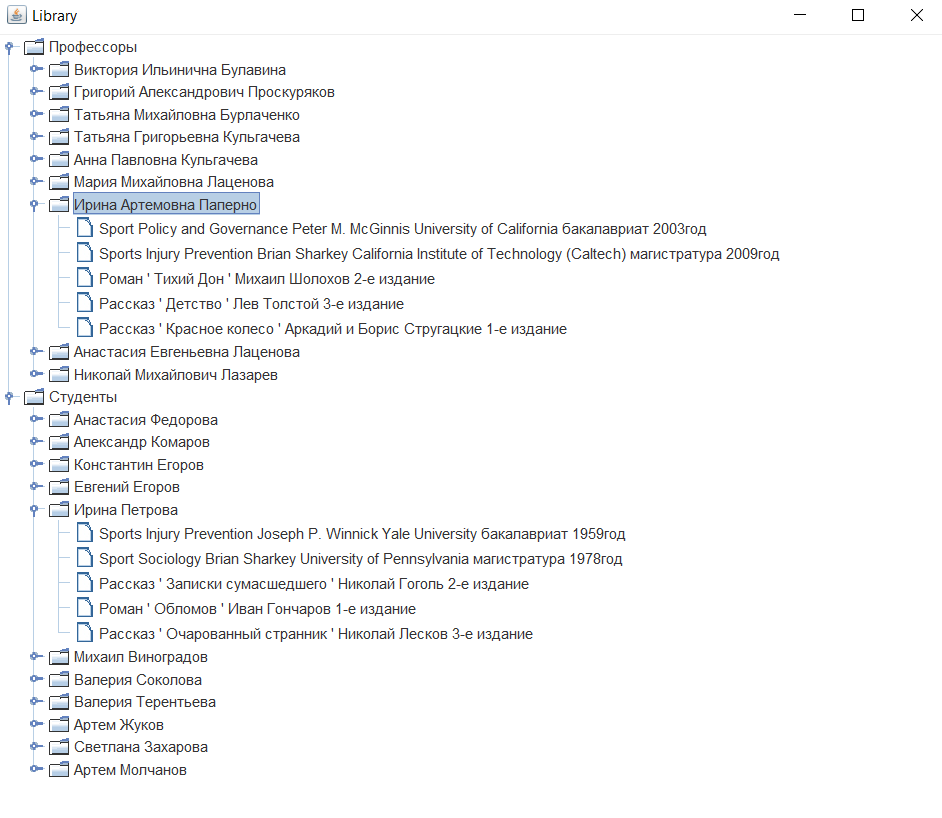 Library
Профессоры
Виктория Ильинична Булавина
Григорий Александрович Проскуряков
Татьяна Михайловна Бурлаченко
Татьяна Григорьевна Кульгачева
Анна Павловна Кульгачева
Мария Михайловна Лаценова
Ирина Артемовна Паперно
Sport Policy and Governance Peter M. McGinnis University of California бакалавриат 2003год
Sports Injury Prevention Brian Sharkey California Institute of Technology (Caltech) магистратура 2009год
Роман ' Тихий Дон ' Михаил Шолохов 2-е издание
Рассказ ' Детство ' Лев Толстой 3-е издание
Рассказ ' Красное колесо ' Аркадий и Борис Стругацкие 1-е издание
Анастасия Евгеньевна Лаценова
Николай Михайлович Лазарев
Студенты
Анастасия Федорова
Александр Комаров
Константин Егоров
Евгений Егоров
Ирина Петрова
Sports Injury Prevention Joseph P. Winnick Yale University бакалавриат 1959год
Sport Sociology Brian Sharkey University of Pennsylvania магистратура 1978год
Рассказ ' Записки сумасшедшего ' Николай Гоголь 2-е издание
Роман ' Обломов ' Иван Гончаров 1-е издание
Рассказ ' Очарованный странник ' Николай Лесков 3-е издание
Михаил Виноградов
Валерия Соколова
Валерия Терентьева
Артем Жуков
Светлана Захарова
Артем Молчанов